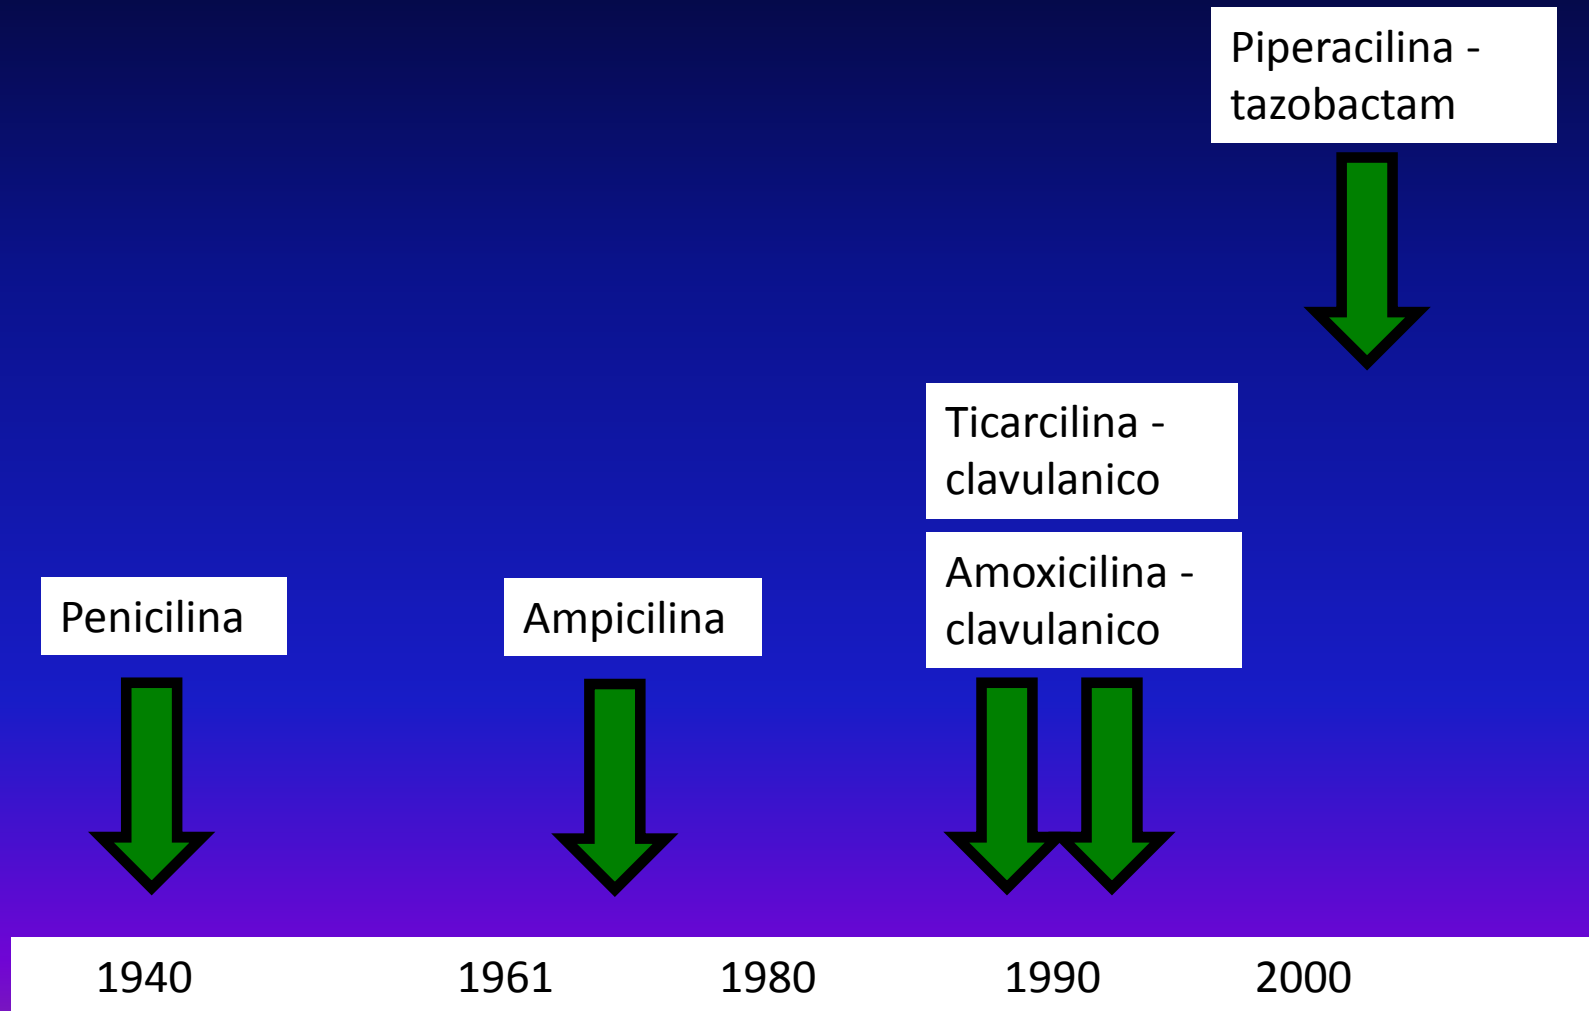 Piperacilina -
tazobactam
Ticarcilina -
clavulanico
Amoxicilina -
clavulanico
Penicilina
Ampicilina
1940 1961 1980 1990 2000